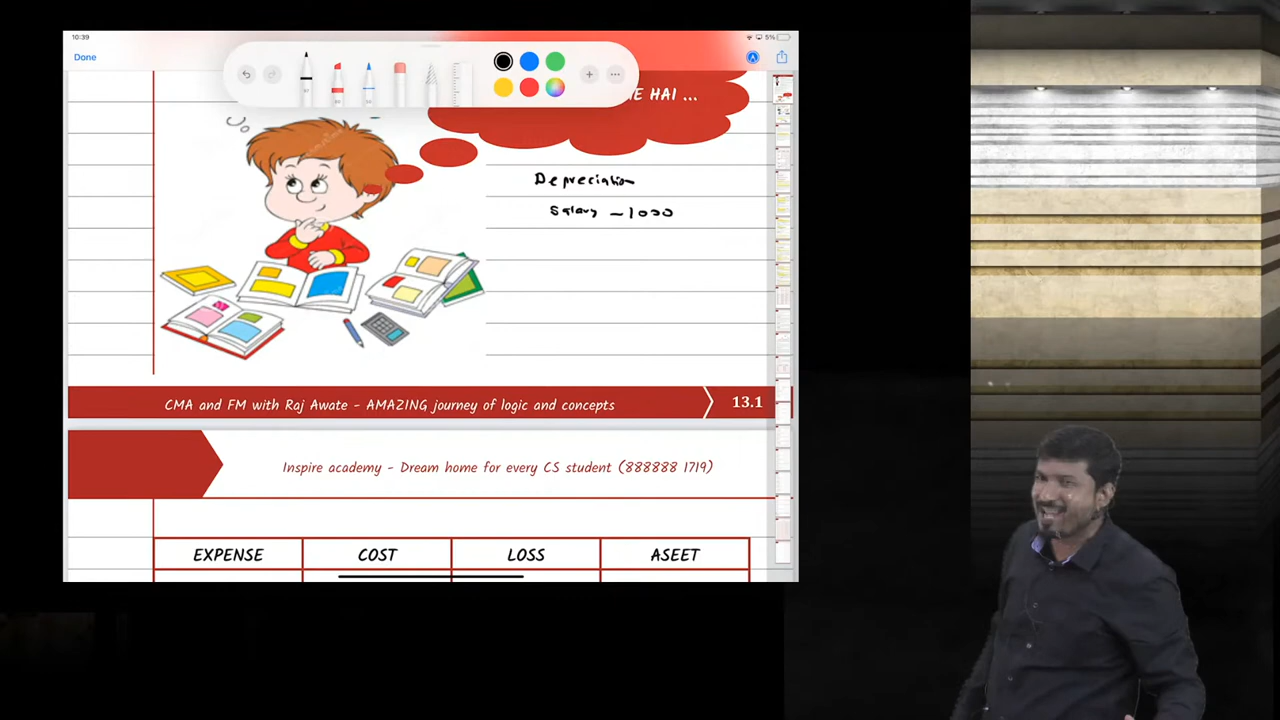 10:39
5%
Done
E HAI ...
Depreciation
Salary - 1000
CMA and FM with Raj Awate - AMAZING journey of logic and concepts
13.1
Inspire academy - Dream home for every CS student (888888 1719)
EXPENSE
COST
LOSS
ASEET